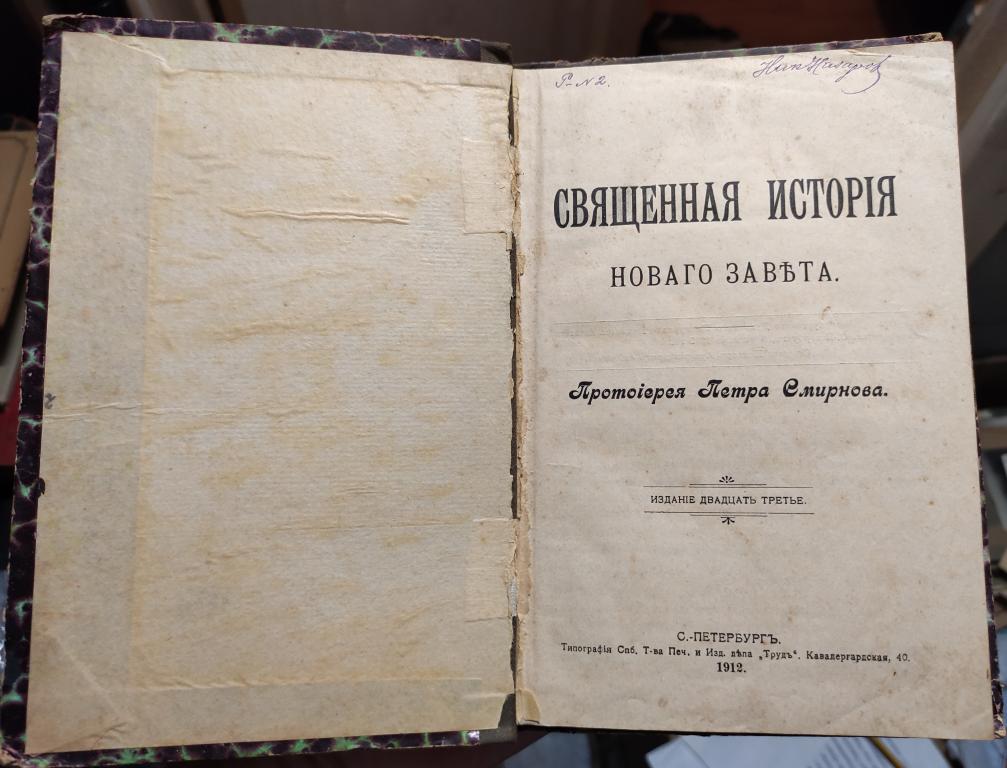 Р-N2.
СВЯЩЕННАЯ ИСТОРІЯ
НОВАГО ЗАВѢТА.
Протоіерея Петра Смирнова.
ИЗДАНІЕ ДВАДЦАТЬ ТРЕТЬЕ.
С.-ПЕТЕРБУРГЪ.
Типографія Спб. Т-ва Печ. и Изд. дѣла „Трудъ“. Кавалергардская, 40.
1912.